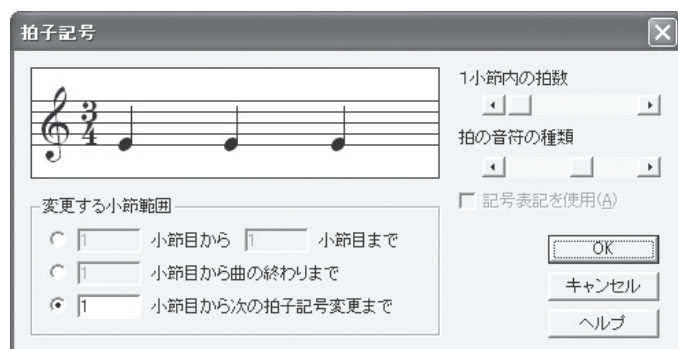 拍子記号
3
4
1小節内の拍数
拍の音符の種類
記号表記を使用(A)
変更する小節範囲
1 小節目から 1 小節目まで
1 小節目から曲の終わりまで
1 小節目から次の拍子記号変更まで
OK
キャンセル
ヘルプ